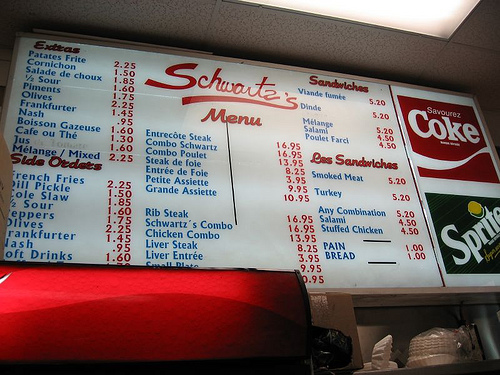 Extras
Patates Frite 2.25
Cornichon 1.50
Salade de choux 1.85
½ Sour 1.60
Piments 1.75
Olives 2.25
Frankfurter 1.45
Nash .95
Boisson Gazeuse 1.60
Cafe ou Thé 1.30
Jus 1.60
Mélange / Mixed 2.25
Side Orders
rench Fries 2.25
Dill Pickle 1.50
Cole Slaw 1.85
½ Sour 1.60
eppers 1.75
lives 2.25
rankfurter 1.45
ash .95
oft Drinks 1.60
Schwartz's
Menu
Entrecôte Steak 16.95
Combo Schwartz 16.95
Combo Poulet 13.95
Steak de foie 8.25
Entrée de Foie 3.95
Petite Assiette 9.95
Grande Assiette 10.95
Rib Steak 16.95
Schwartz's Combo 16.95
Chicken Combo 13.95
Liver Steak 8.25
Liver Entrée 3.95
Small Plate 9.95
0.95
Sandwiches
Viande fumée 5.20
Dinde 5.20
Mélange 5.20
Salami 4.50
Poulet Farci 4.50
Les Sandwiches
Smoked Meat 5.20
Turkey 5.20
Any Combination 5.20
Salami 4.50
Stuffed Chicken 4.50
PAIN 1.00
BREAD 1.00
Savourez
Coke
Sprite